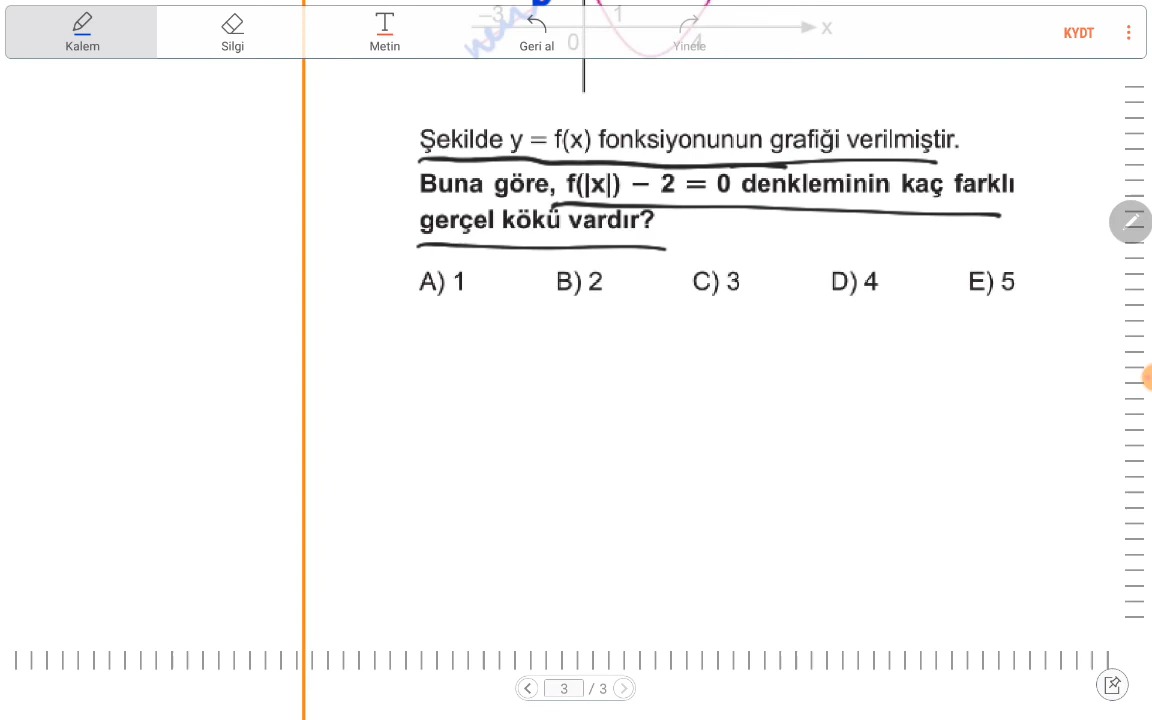 −3 1 x
0 4
Kalem Silgi Metin Geri al Yinele KYDT
Şekilde y = f(x) fonksiyonunun grafiği verilmiştir.
Buna göre, f(|x|) − 2 = 0 denkleminin kaç farklı
gerçel kökü vardır?
A) 1 B) 2 C) 3 D) 4 E) 5
3 / 3